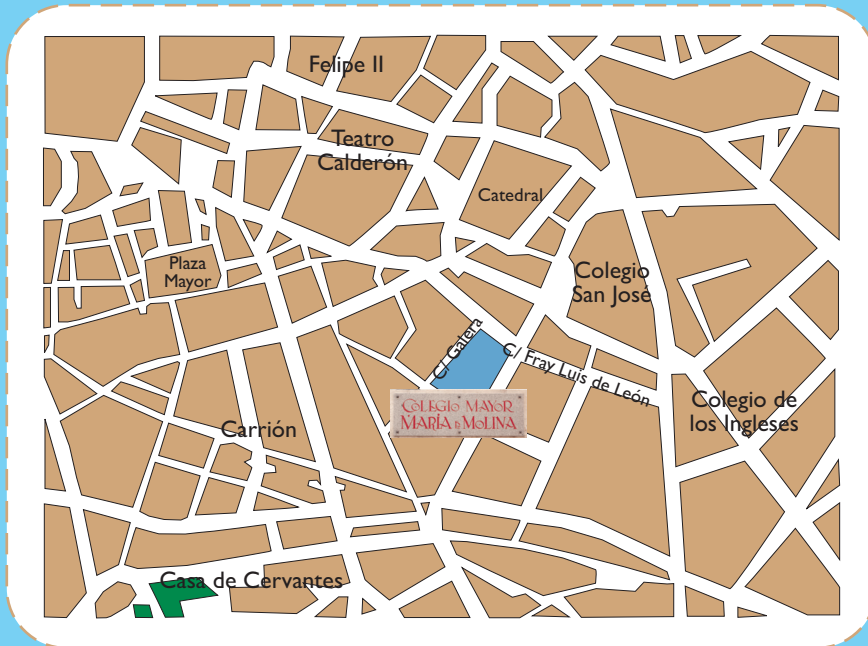 Felipe II
Teatro
Calderón
Catedral
Plaza
Mayor
Colegio
San José
C/ Galera
C/ Fray Luis de León
COLEGIO MAYOR
MARÍA DE MOLINA
Colegio de
los Ingleses
Carrión
Casa de Cervantes